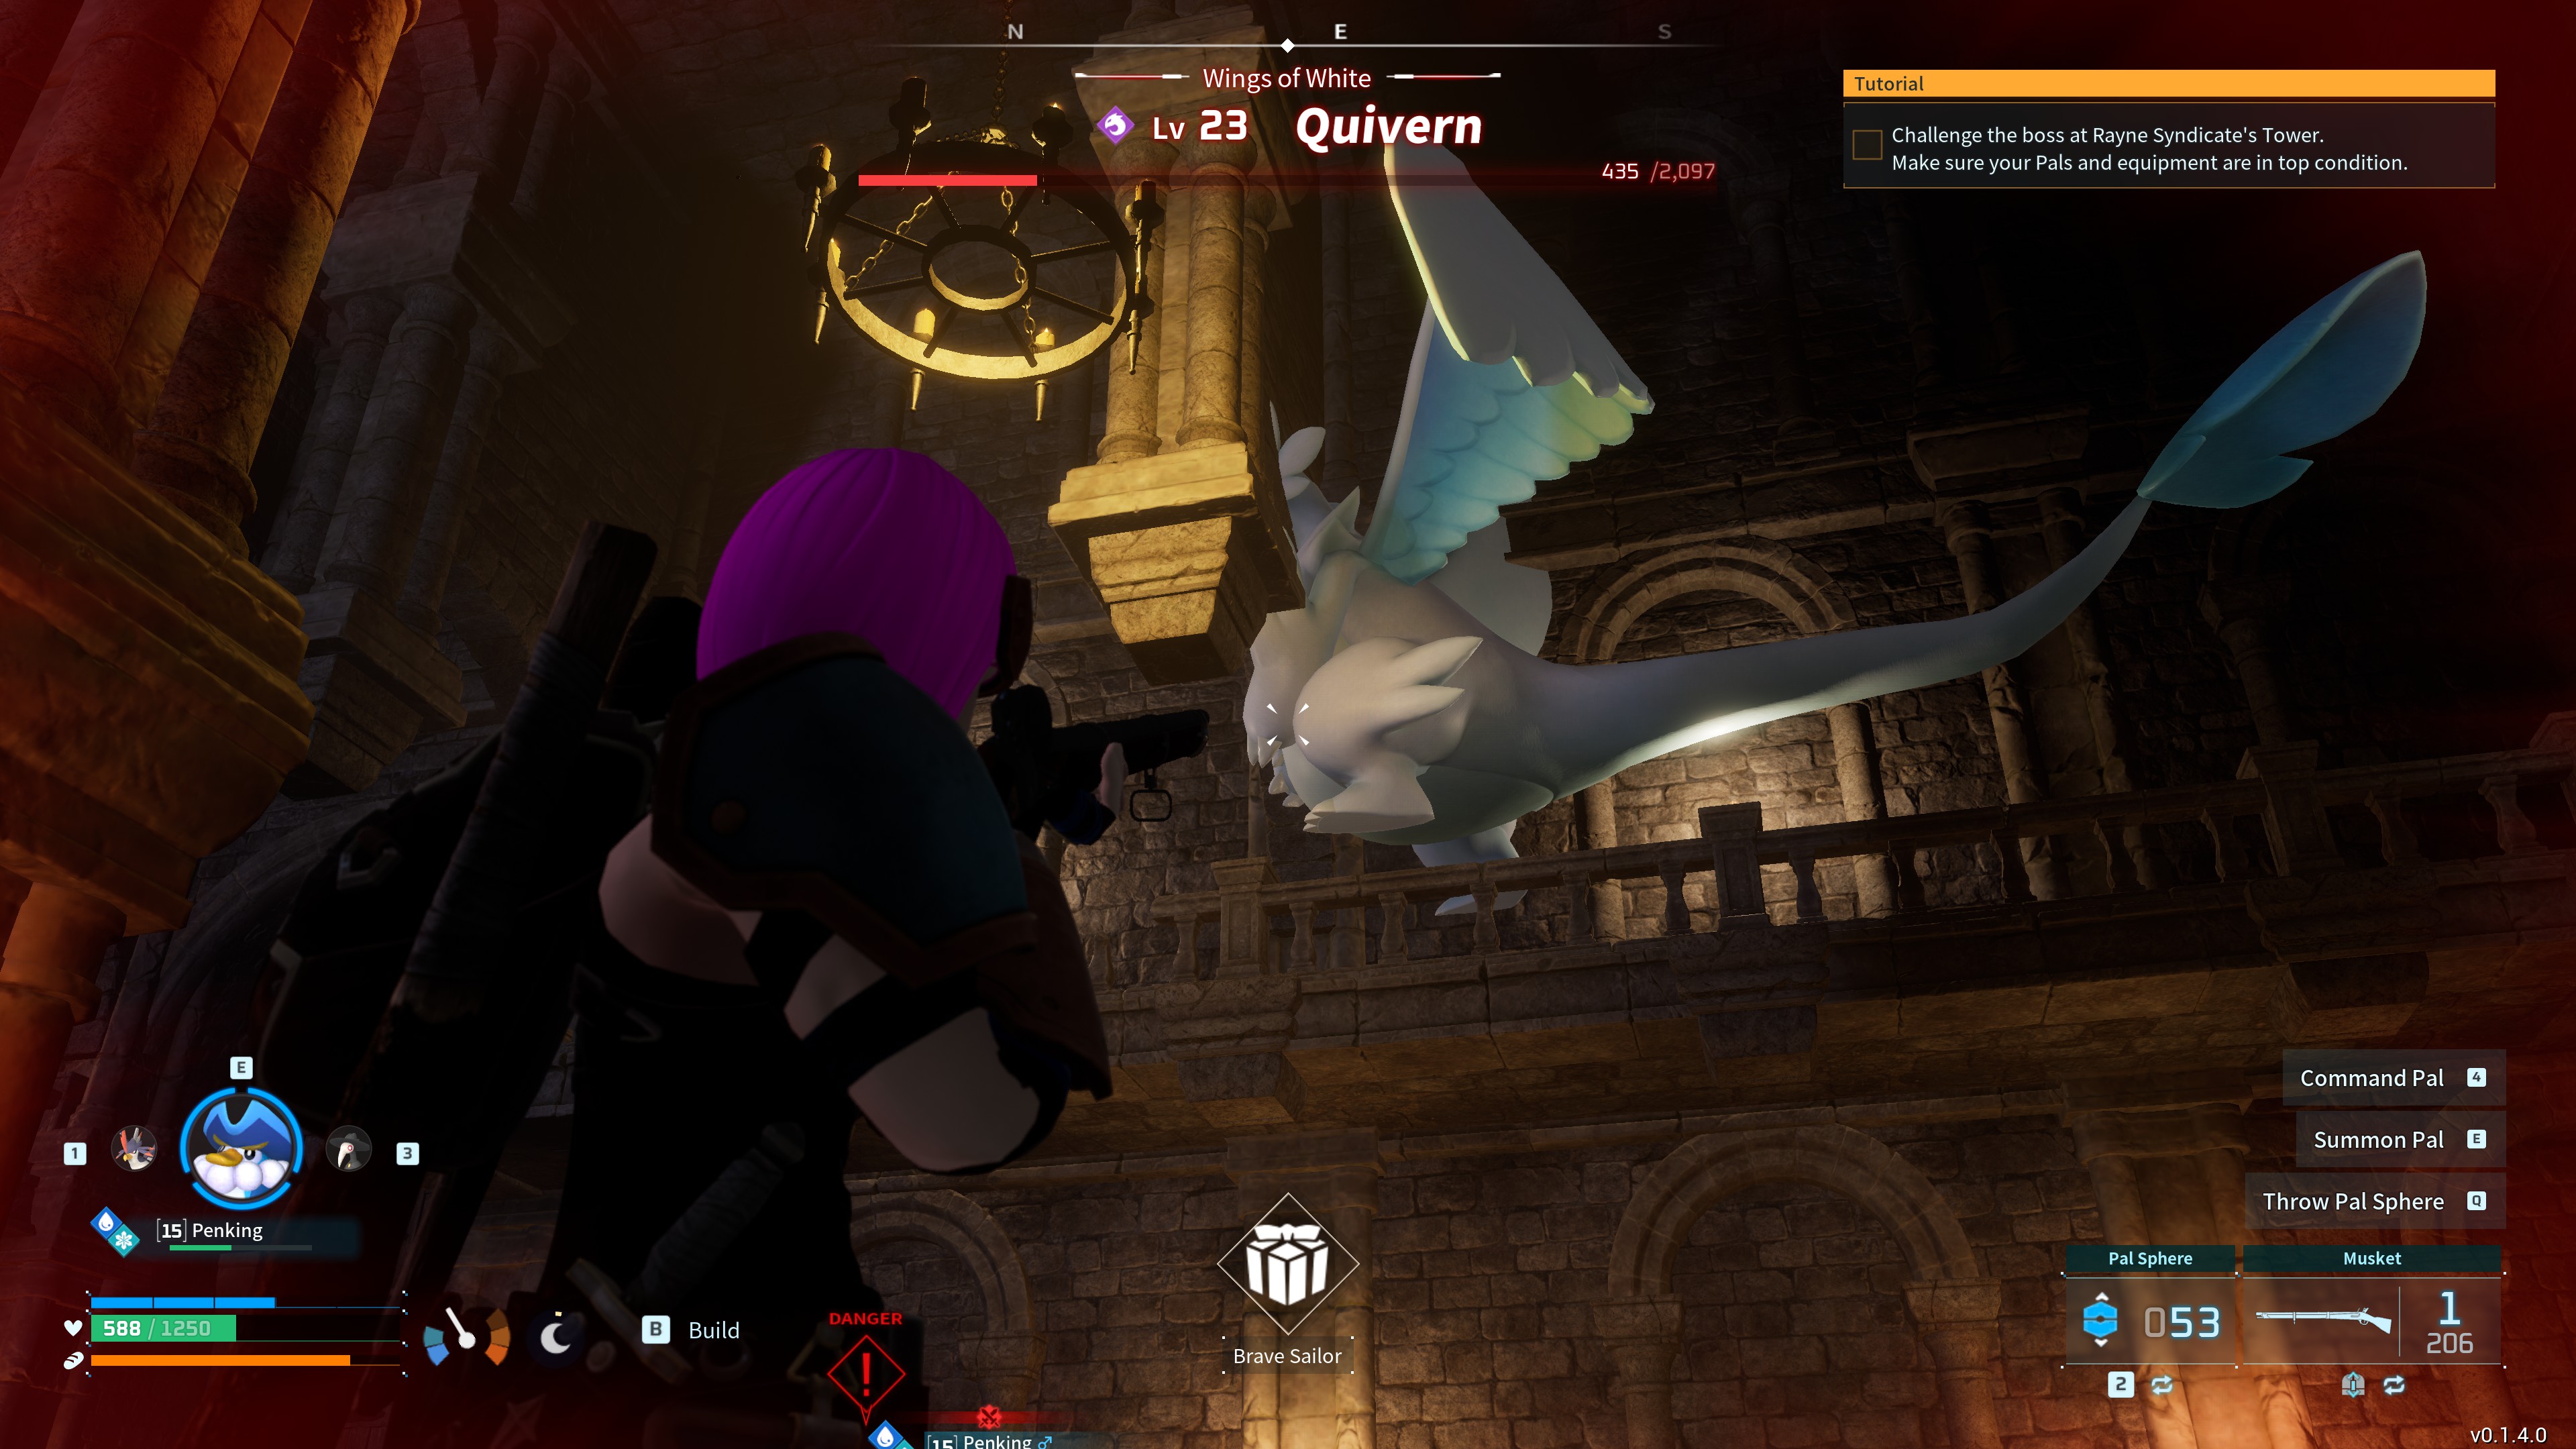 N E S
Wings of White
Lv 23 Quivern
435 /2,097
Tutorial
Challenge the boss at Rayne Syndicate's Tower.
Make sure your Pals and equipment are in top condition.
E
1
3
[15] Penking
588 / 1250
B Build
DANGER
!
[15] Penking ♂
Brave Sailor
Command Pal 4
Summon Pal E
Throw Pal Sphere Q
Pal Sphere
053
2
Musket
1
206
v0.1.4.0